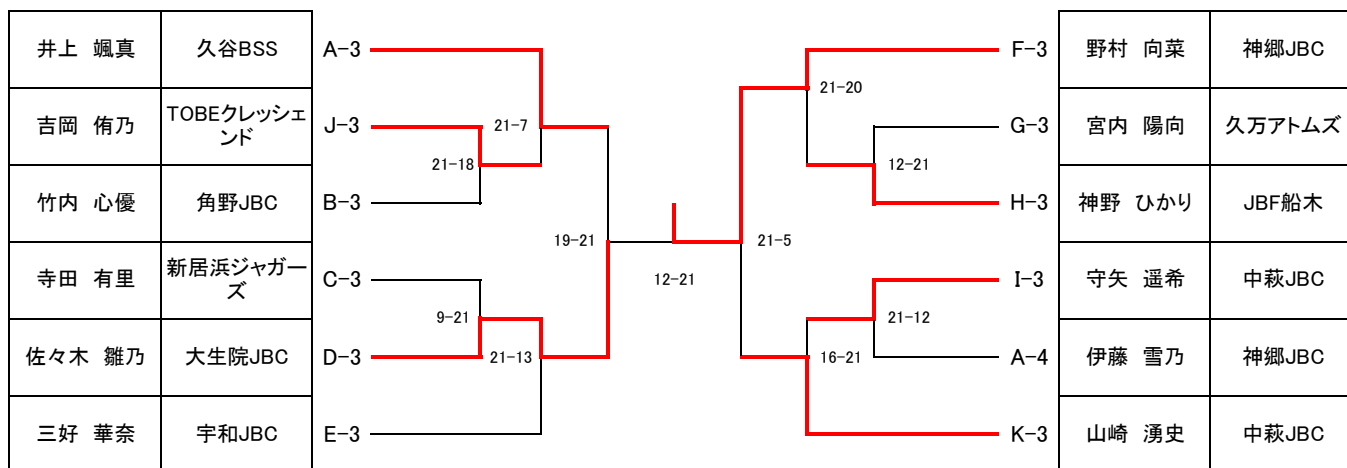 井上 颯真 久谷BSS A-3
吉岡 侑乃 TOBEクレッシェ
ンド J-3
竹内 心優 角野JBC B-3
寺田 有里 新居浜ジャガー
ズ C-3
佐々木 雛乃 大生院JBC D-3
三好 華奈 宇和JBC E-3
21-7
21-18
19-21
9-21
21-13
12-21
F-3 野村 向菜 神郷JBC
G-3 宮内 陽向 久万アトムズ
H-3 神野 ひかり JBF船木
I-3 守矢 遥希 中萩JBC
A-4 伊藤 雪乃 神郷JBC
K-3 山崎 湧史 中萩JBC
21-20
12-21
21-5
21-12
16-21